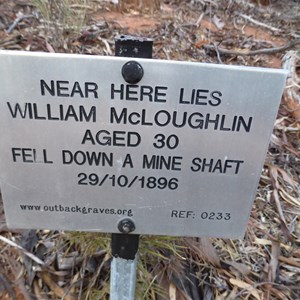 NEAR HERE LIES
WILLIAM McLOUGHLIN
AGED 30
FELL DOWN A MINE SHAFT
29/10/1896
www.outbackgraves.org REF: 0233